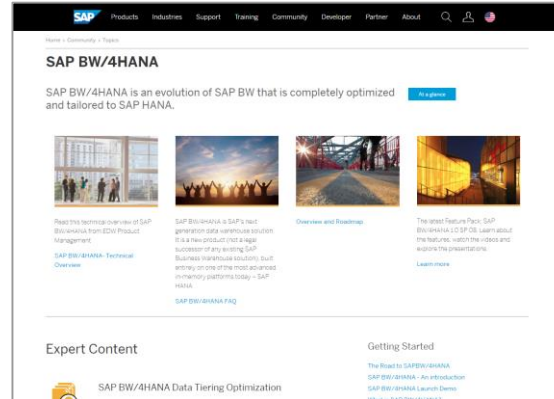 SAP Products Industries Support Training Community Developer Partner About
Home › Community › Topics
SAP BW/4HANA
SAP BW/4HANA is an evolution of SAP BW that is completely optimized
and tailored to SAP HANA.
At a glance
Read this technical overview of SAP
BW/4HANA from EDW Product
Management
SAP BW/4HANA- Technical
Overview
SAP BW/4HANA is SAP's next
generation data warehouse solution.
It is a new product (not a legal
successor of any existing SAP
Business Warehouse solution), built
entirely on one of the most advanced
in-memory platforms today – SAP
HANA.
SAP BW/4HANA FAQ
Overview and Roadmap
The latest Feature Pack: SAP
BW/4HANA 1.0 SP 08. Learn about
the features, watch the videos and
explore the presentations.
Learn more
Expert Content
SAP BW/4HANA Data Tiering Optimization
Getting Started
The Road to SAPBW/4HANA
SAP BW/4HANA - An introduction
SAP BW/4HANA Launch Demo